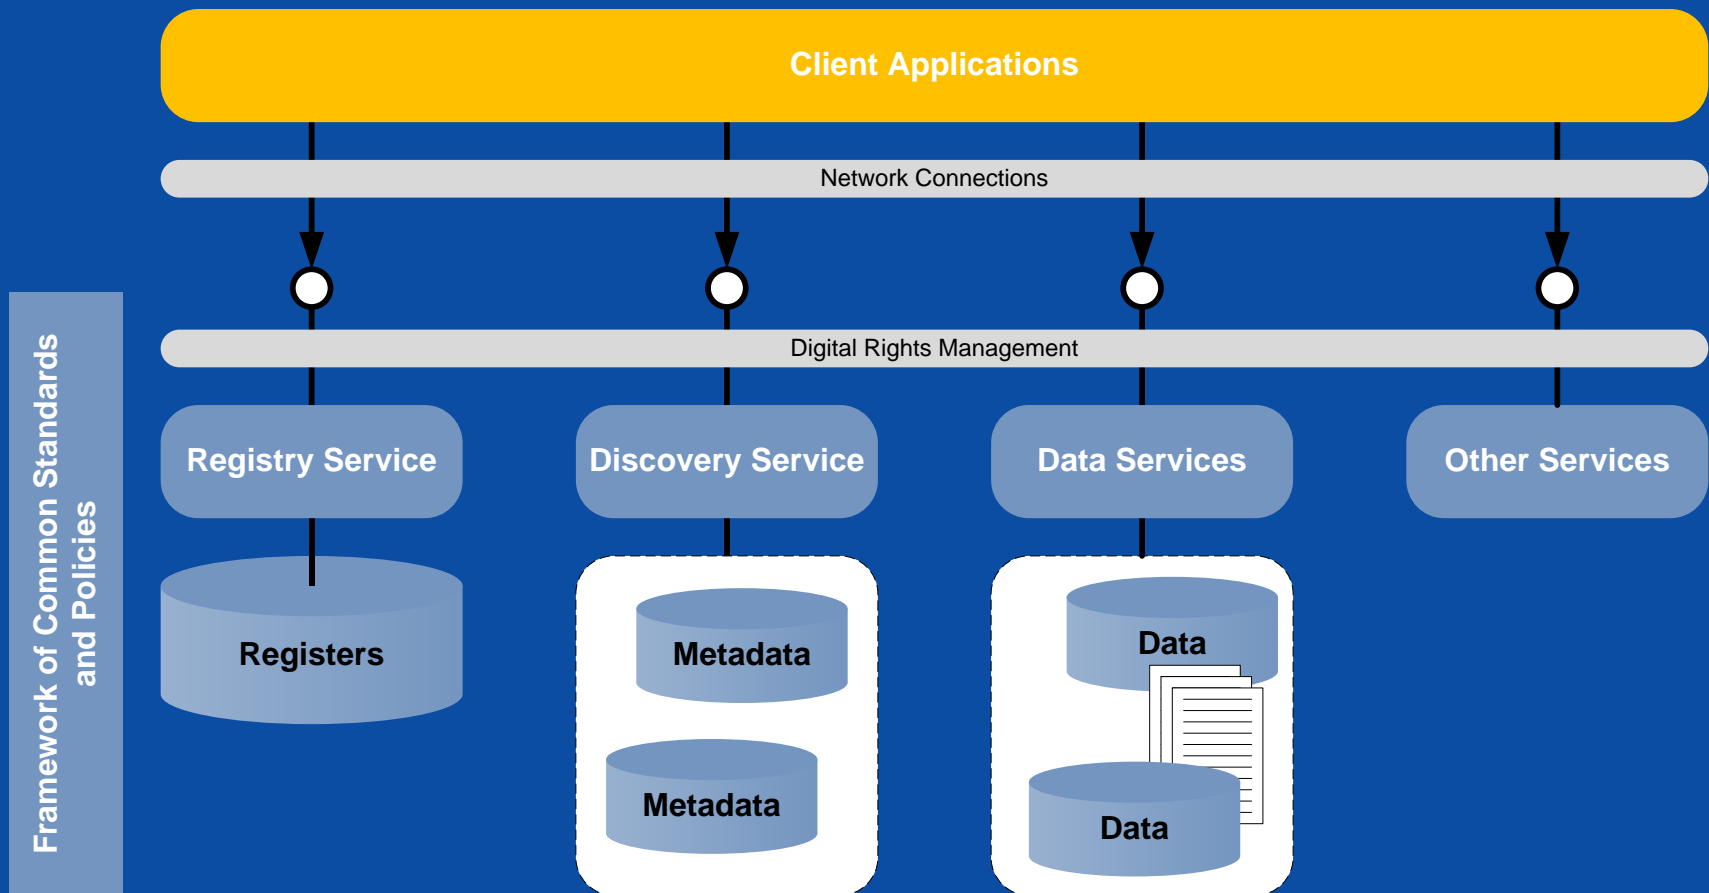 Client Applications
Network Connections
Digital Rights Management
Framework of Common Standards
and Policies
Registry Service
Discovery Service
Data Services
Other Services
Registers
Metadata
Metadata
Data
Data